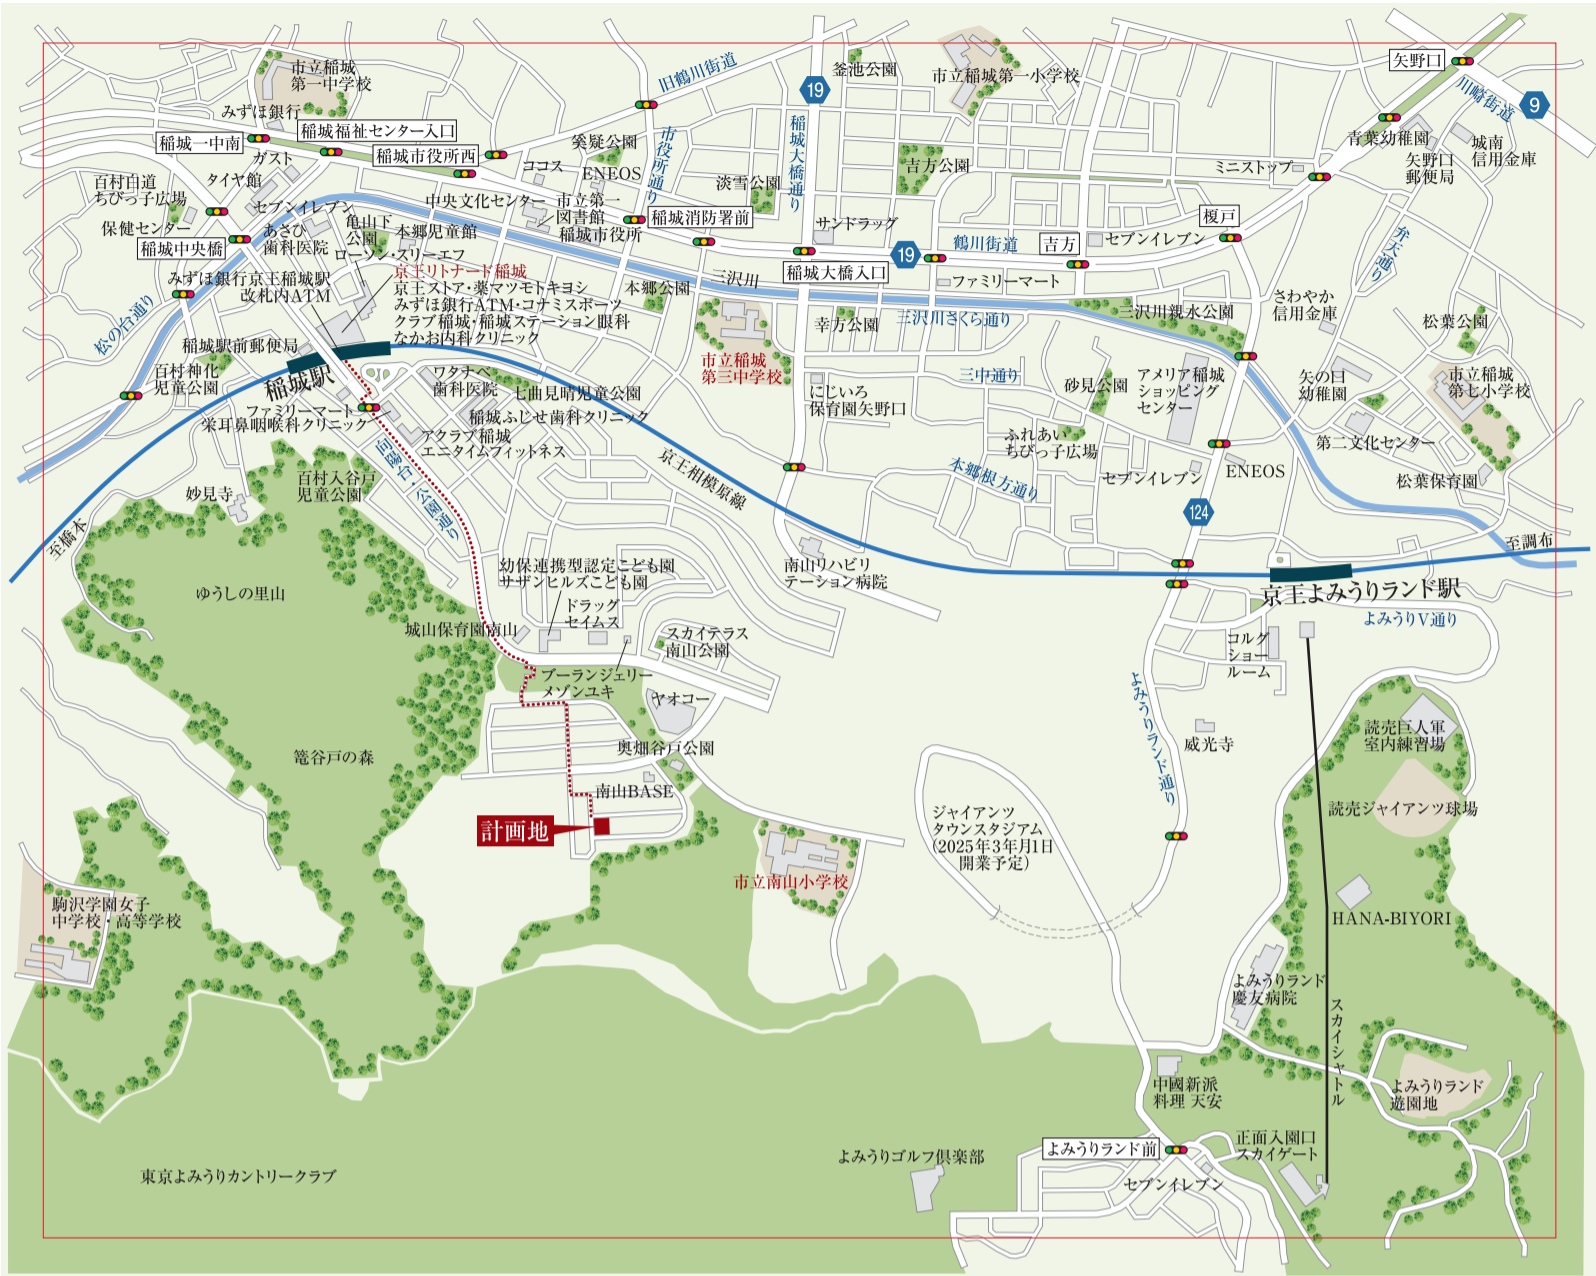 矢野口
川崎街道
9
旧鶴川街道
19
釜池公園
市立稲城第一小学校
市立稲城
第一中学校
みずほ銀行
稲城一中南
稲城福祉センター入口
稲城市役所西
ガスト
タイヤ館
百村白道
ちびっ子広場
保健センター
稲城中央橋
セブンイレブン
あさひ
歯科医院
亀山下
公園
本郷児童館
中央文化センター
ココス
ENEOS
奚疑公園
市役所通り
市立第一
図書館
稲城市役所
稲城消防署前
淡雪公園
稲城大橋通り
吉方公園
サンドラッグ
稲城大橋入口
19
鶴川街道
吉方
セブンイレブン
榎戸
ミニストップ
青葉幼稚園
矢野口
郵便局
城南
信用金庫
弁天通り
ファミリーマート
三沢川
三沢川さくら通り
三沢川親水公園
さわやか
信用金庫
松葉公園
ローソン・スリーエフ
京王リトナード稲城
京王ストア・薬マツモトキヨシ
みずほ銀行ATM・コナミスポーツ
クラブ稲城・稲城ステーション眼科
なかお内科クリニック
みずほ銀行京王稲城駅
改札内ATM
松の台通り
稲城駅前郵便局
百村神化
児童公園
稲城駅
ファミリーマート
栄耳鼻咽喉科クリニック
本郷公園
市立稲城
第三中学校
幸方公園
ワタナベ
歯科医院
七曲見晴児童公園
稲城ふじせ歯科クリニック
アクラブ稲城
エニタイムフィットネス
向陽台・公園通り
京王相模原線
にじいろ
保育園矢野口
三中通り
砂見公園
アメリア稲城
ショッピング
センター
矢の口
幼稚園
市立稲城
第七小学校
ふれあい
ちびっ子広場
本郷根方通り
セブンイレブン
ENEOS
第二文化センター
松葉保育園
124
至調布
京王よみうりランド駅
よみうりV通り
至橋本
妙見寺
百村入谷戸
児童公園
ゆうしの里山
幼保連携型認定こども園
サザンヒルズこども園
ドラッグ
セイムス
城山保育園南山
スカイテラス
南山公園
ブーランジェリー
メゾンユキ
ヤオコー
南山リハビリ
テーション病院
コルグ
ショー
ルーム
よみうりランド通り
威光寺
読売巨人軍
室内練習場
読売ジャイアンツ球場
篭谷戸の森
奥畑谷戸公園
南山BASE
計画地
市立南山小学校
ジャイアンツ
タウンスタジアム
(2025年3年月1日
開業予定)
駒沢学園女子
中学校・高等学校
HANA-BIYORI
よみうりランド
慶友病院
スカイシャトル
中國新派
料理 天安
よみうりランド
遊園地
よみうりランド前
正面入園口
スカイゲート
セブンイレブン
よみうりゴルフ倶楽部
東京よみうりカントリークラブ